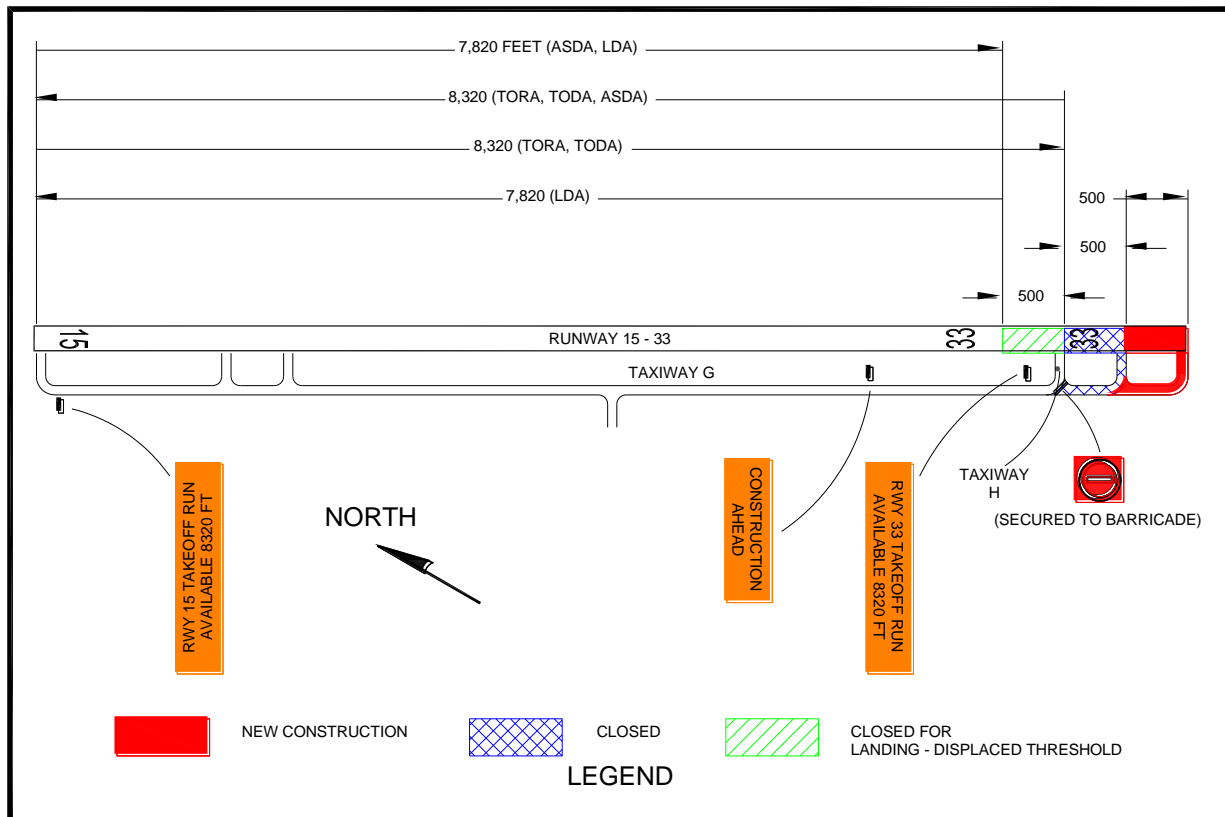 7,820 FEET (ASDA, LDA)
8,320 (TORA, TODA, ASDA)
8,320 (TORA, TODA)
7,820 (LDA)
500
500
500
15
RUNWAY 15 - 33
33
33
TAXIWAY G
RWY 15 TAKEOFF RUN
AVAILABLE 8320 FT
NORTH
CONSTRUCTION
AHEAD
RWY 33 TAKEOFF RUN
AVAILABLE 8320 FT
TAXIWAY
H
(SECURED TO BARRICADE)
NEW CONSTRUCTION
CLOSED
CLOSED FOR
LANDING - DISPLACED THRESHOLD
LEGEND